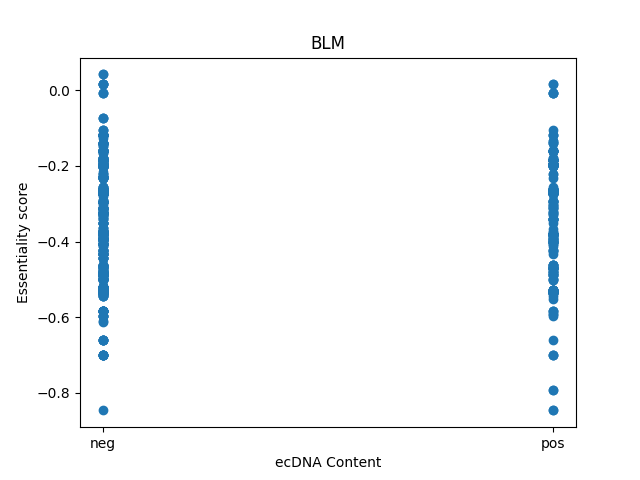 BLM
Essentiality score
0.0
−0.2
−0.4
−0.6
−0.8
neg
pos
ecDNA Content